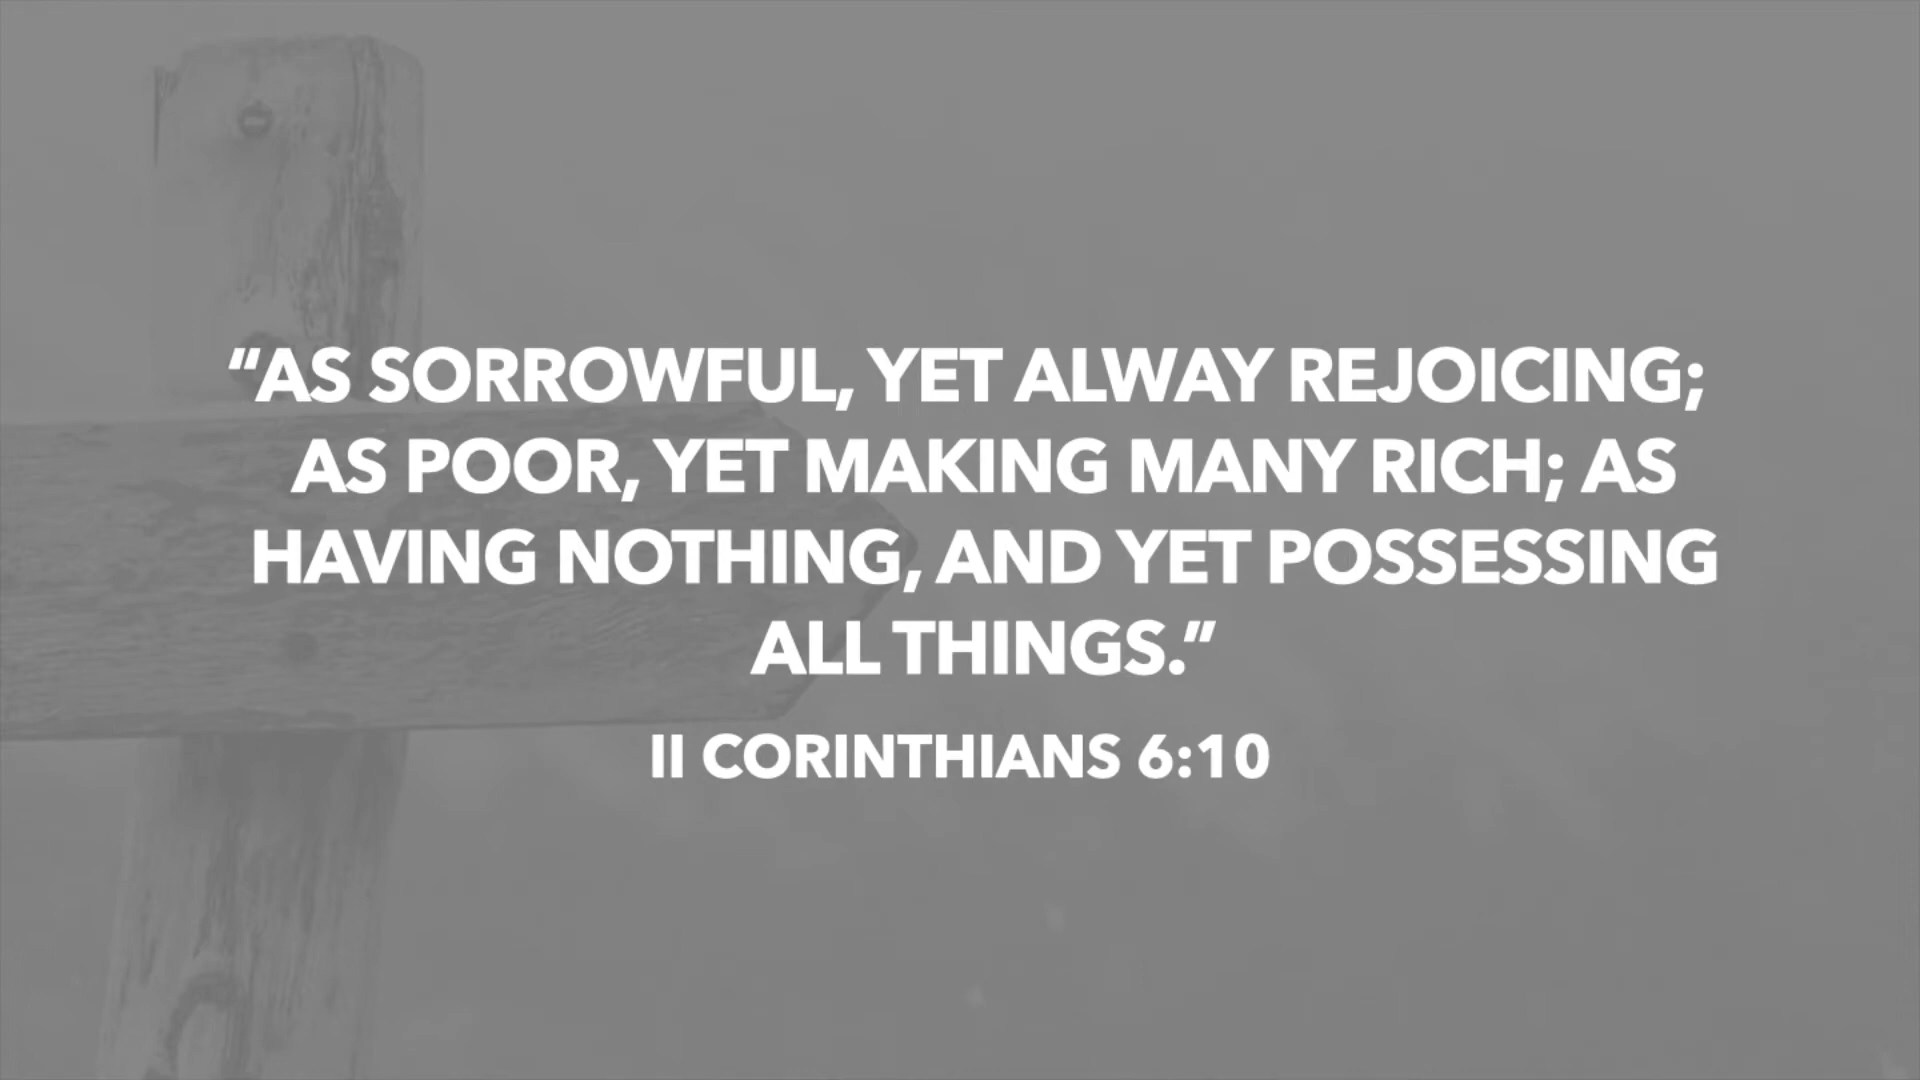 “AS SORROWFUL, YET ALWAY REJOICING;
AS POOR, YET MAKING MANY RICH; AS
HAVING NOTHING, AND YET POSSESSING
ALL THINGS.”
II CORINTHIANS 6:10